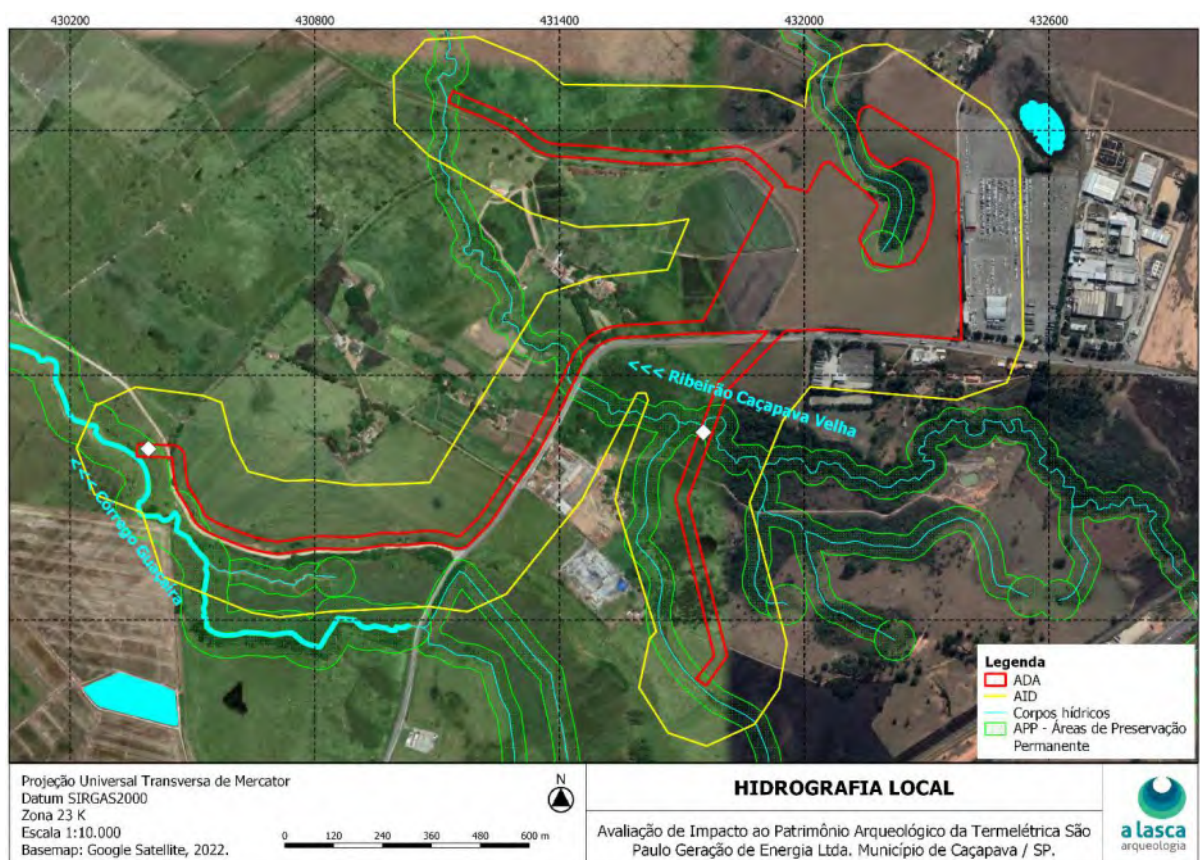 430200 430800 431400 432000 432600
<<< Ribeirão Caçapava Velha
<<< Córrego Guaçaíra
Legenda
ADA
AID
Corpos hídricos
APP - Áreas de Preservação
Permanente
Projeção Universal Transversa de Mercator
Datum SIRGAS2000
Zona 23 K
Escala 1:10.000
Basemap: Google Satellite, 2022.
N
0 120 240 360 480 600 m
HIDROGRAFIA LOCAL
Avaliação de Impacto ao Patrimônio Arqueológico da Termelétrica São
Paulo Geração de Energia Ltda. Município de Caçapava / SP.
a lasca
arqueologia